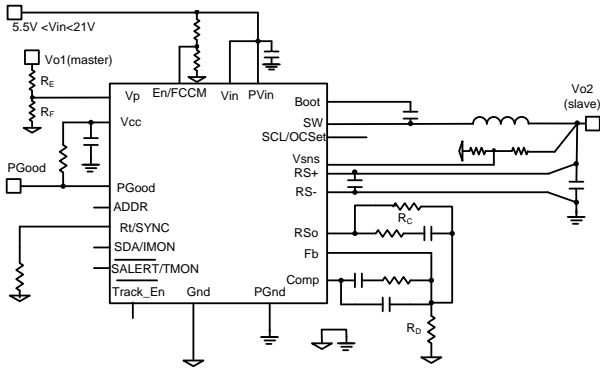 5.5V <Vin<21V
Vo1(master)
RE
RF
PGood
En/FCCM
Vin
PVin
Vp
Vcc
PGood
ADDR
Rt/SYNC
SDA/IMON
SALERT/TMON
Track_En
Gnd
PGnd
Boot
SW
SCL/OCSet
Vsns
RS+
RS-
RSo
Fb
Comp
Vo2
(slave)
RC
RD